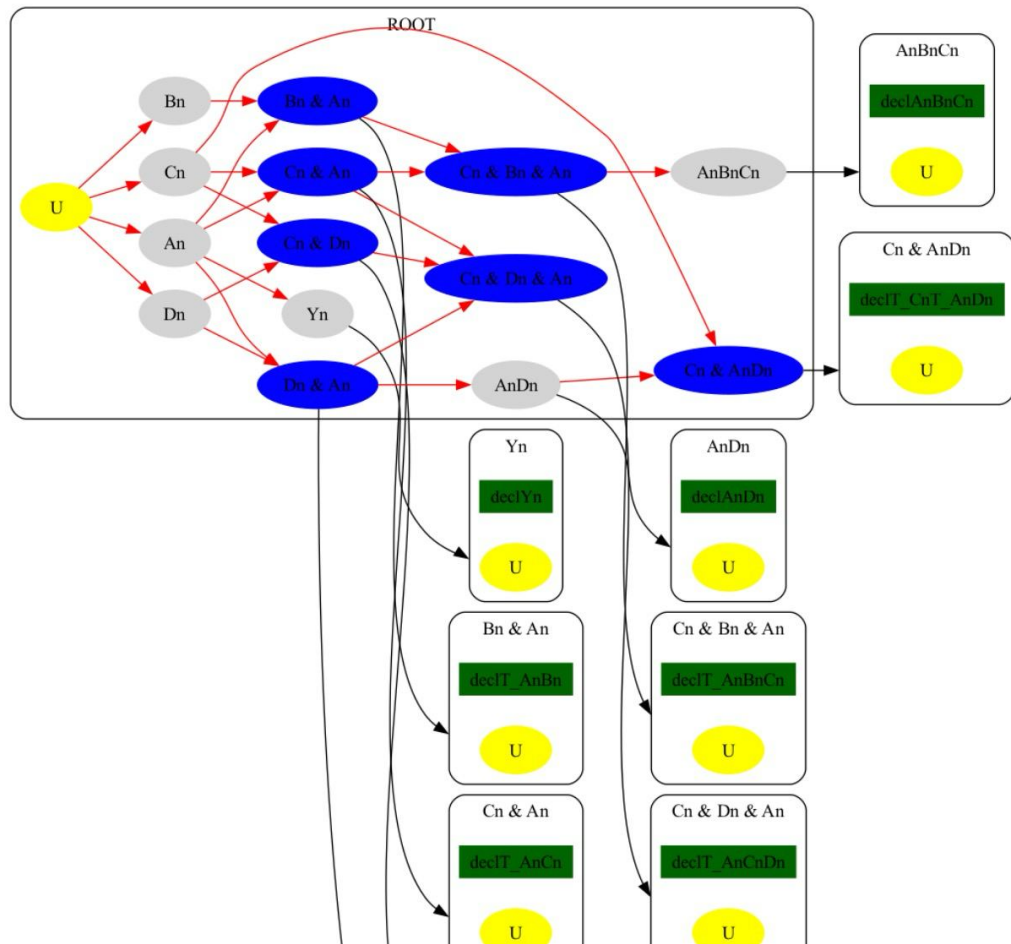 ROOT
U
Bn
Cn
An
Dn
Bn & An
Cn & An
Cn & Dn
Yn
Dn & An
Cn & Bn & An
Cn & Dn & An
AnDn
AnBnCn
Cn & AnDn
AnBnCn
declAnBnCn
U
Cn & AnDn
declT_CnT_AnDn
U
Yn
declYn
U
AnDn
declAnDn
U
Bn & An
declT_AnBn
U
Cn & Bn & An
declT_AnBnCn
U
Cn & An
declT_AnCn
U
Cn & Dn & An
declT_AnCnDn
U